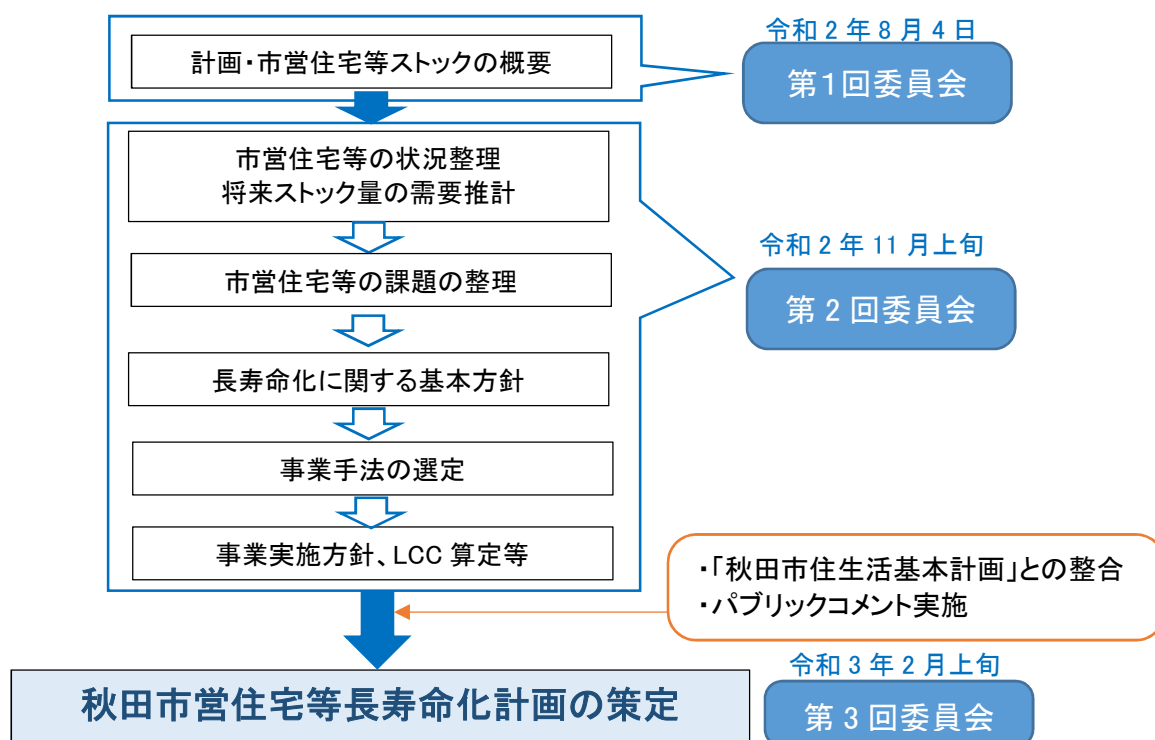 令和２年８月４日
計画・市営住宅等ストックの概要
第１回委員会
市営住宅等の状況整理
将来ストック量の需要推計
令和２年 11 月上旬
市営住宅等の課題の整理
第２回委員会
長寿命化に関する基本方針
事業手法の選定
事業実施方針、LCC 算定等
・「秋田市住生活基本計画」との整合
・パブリックコメント実施
令和３年２月上旬
秋田市営住宅等長寿命化計画の策定
第３回委員会